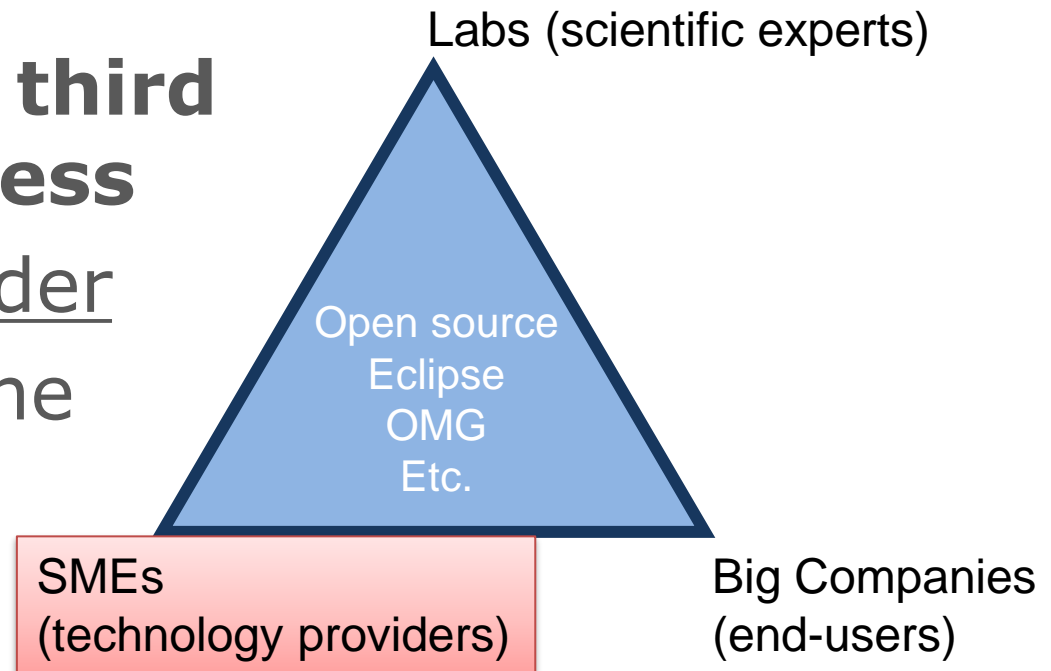 Labs (scientific experts)
third
ess
der
ne
Open source
Eclipse
OMG
Etc.
SMEs
(technology providers)
Big Companies
(end-users)